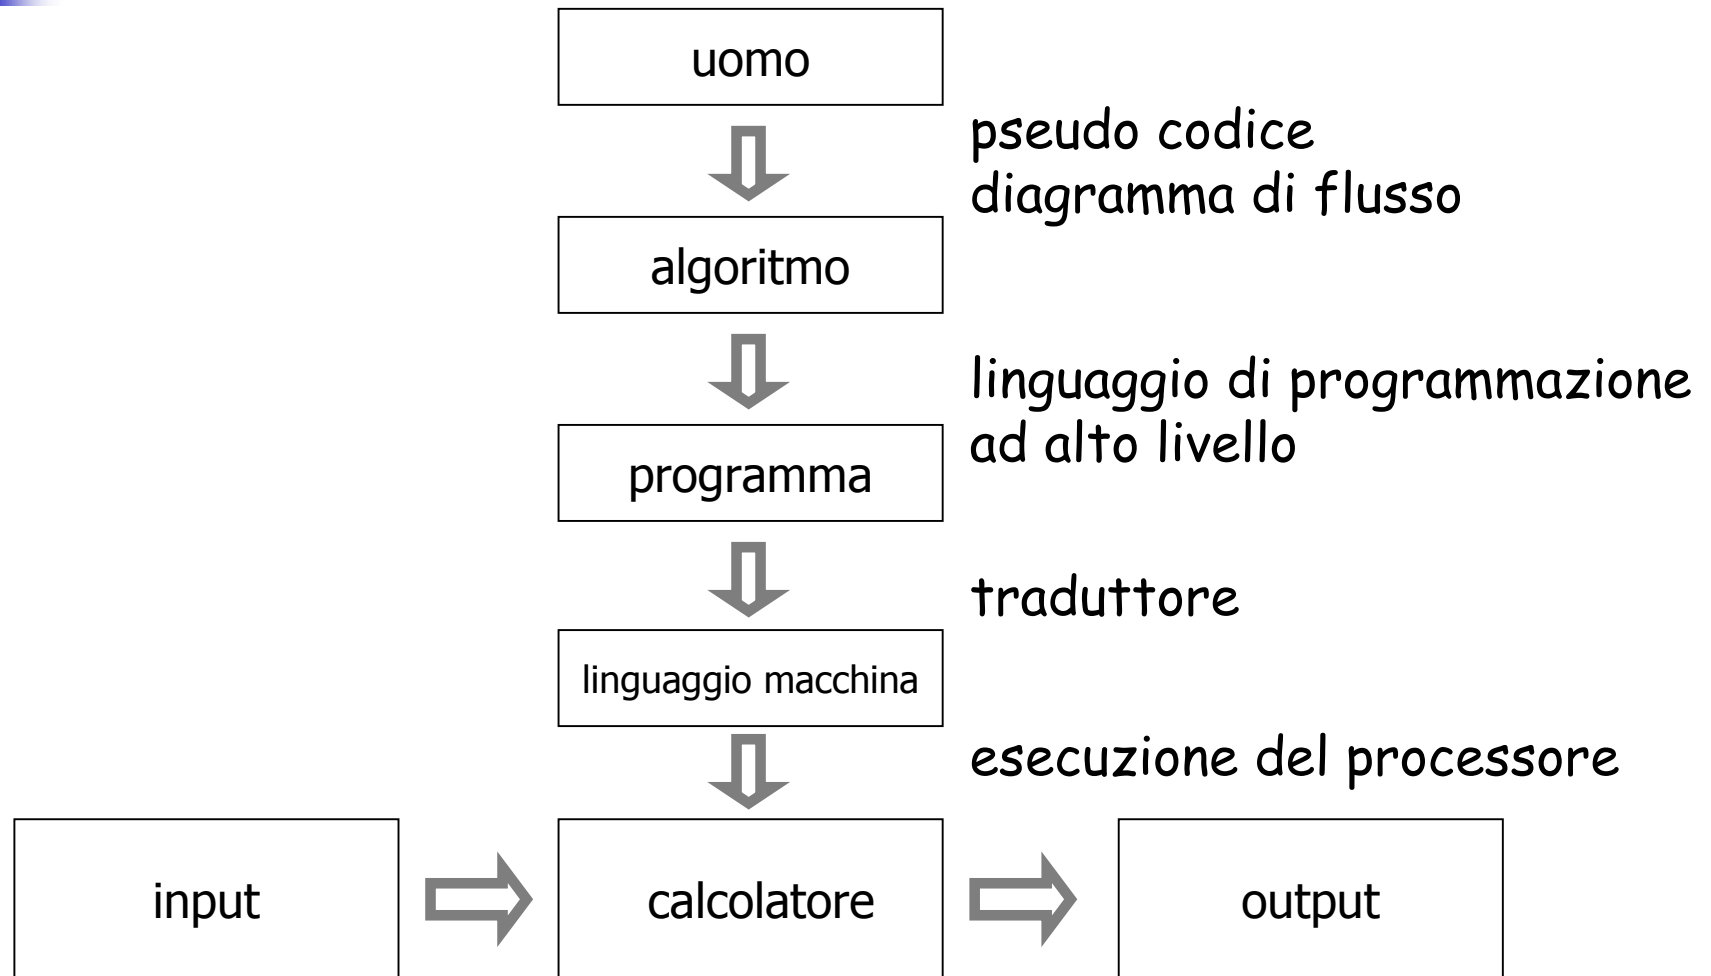 uomo
pseudo codice
diagramma di flusso
algoritmo
linguaggio di programmazione
ad alto livello
programma
traduttore
linguaggio macchina
esecuzione del processore
input
calcolatore
output